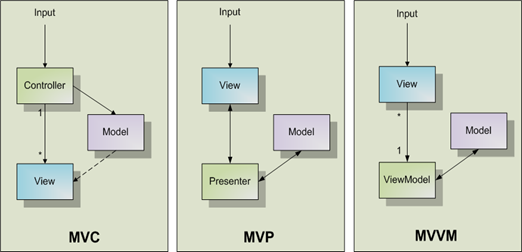 Input
Controller
1
Model
*
View
MVC
Input
View
Model
Presenter
MVP
Input
View
*
Model
1
ViewModel
MVVM